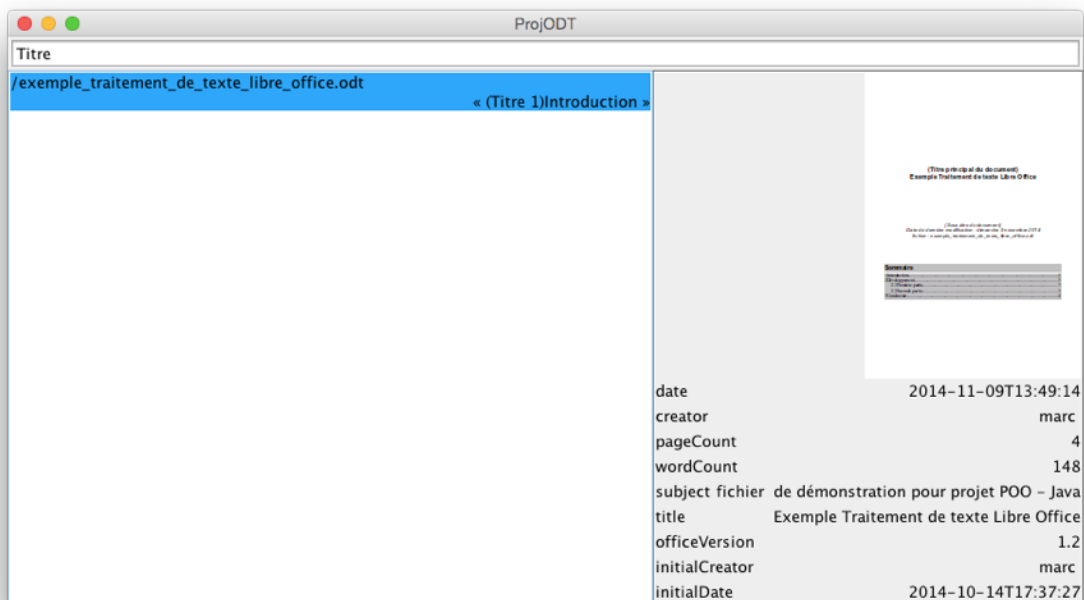 ProjODT
Titre
/exemple_traitement_de_texte_libre_office.odt
« (Titre 1)Introduction »
(Titre principal du document)
Exemple Traitement de texte Libre Office
Sommaire
date 2014-11-09T13:49:14
creator marc
pageCount 4
wordCount 148
subject fichier de démonstration pour projet POO – Java
title Exemple Traitement de texte Libre Office
officeVersion 1.2
initialCreator marc
initialDate 2014-10-14T17:37:27